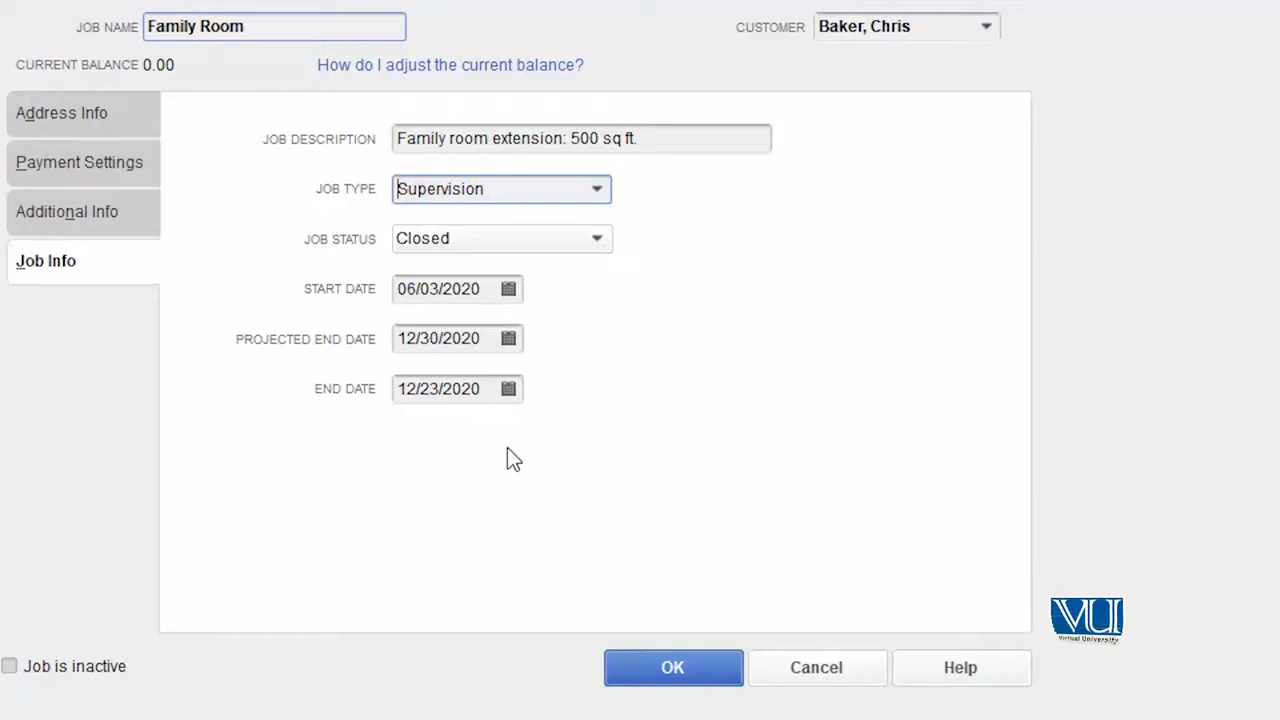 JOB NAME Family Room CUSTOMER Baker, Chris
CURRENT BALANCE 0.00 How do I adjust the current balance?
Address Info
Payment Settings
Additional Info
Job Info
JOB DESCRIPTION Family room extension: 500 sq ft.
JOB TYPE Supervision
JOB STATUS Closed
START DATE 06/03/2020
PROJECTED END DATE 12/30/2020
END DATE 12/23/2020
VU
Virtual University
Job is inactive OK Cancel Help